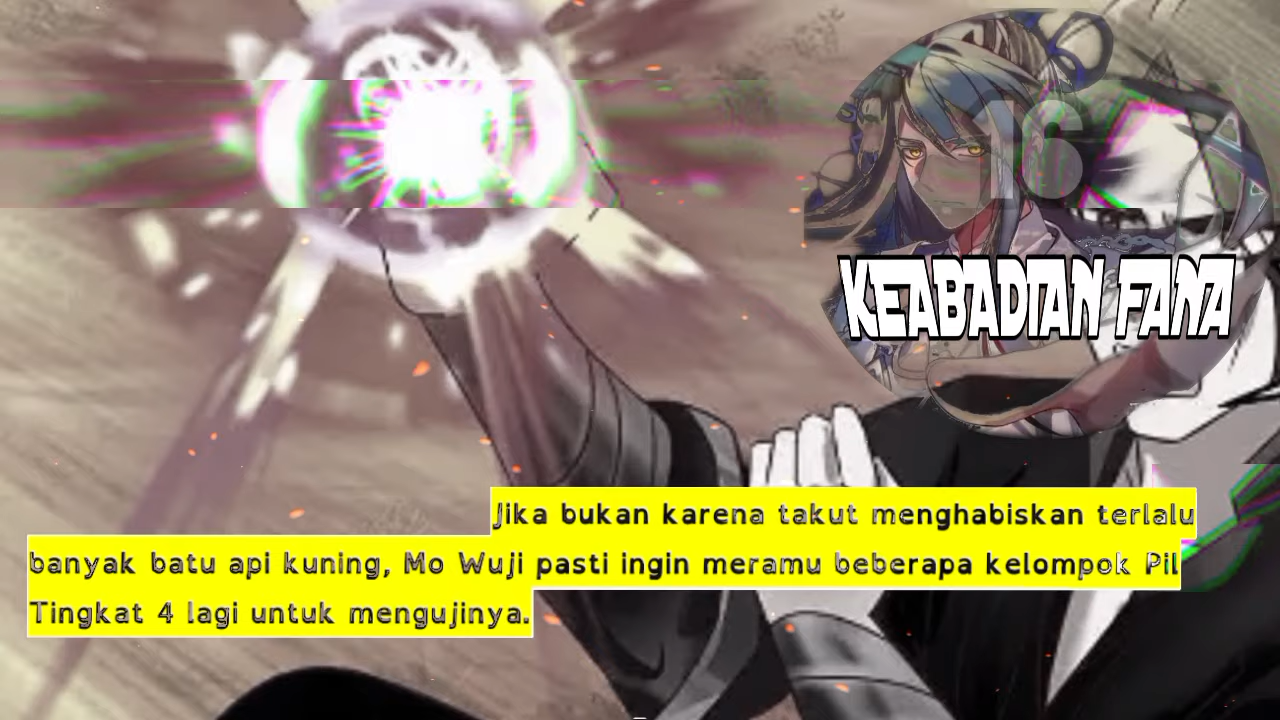 16
KEABADIAN FANA
Jika bukan karena takut menghabiskan terlalu
banyak batu api kuning, Mo Wuji pasti ingin meramu beberapa kelompok Pil
Tingkat 4 lagi untuk mengujinya.